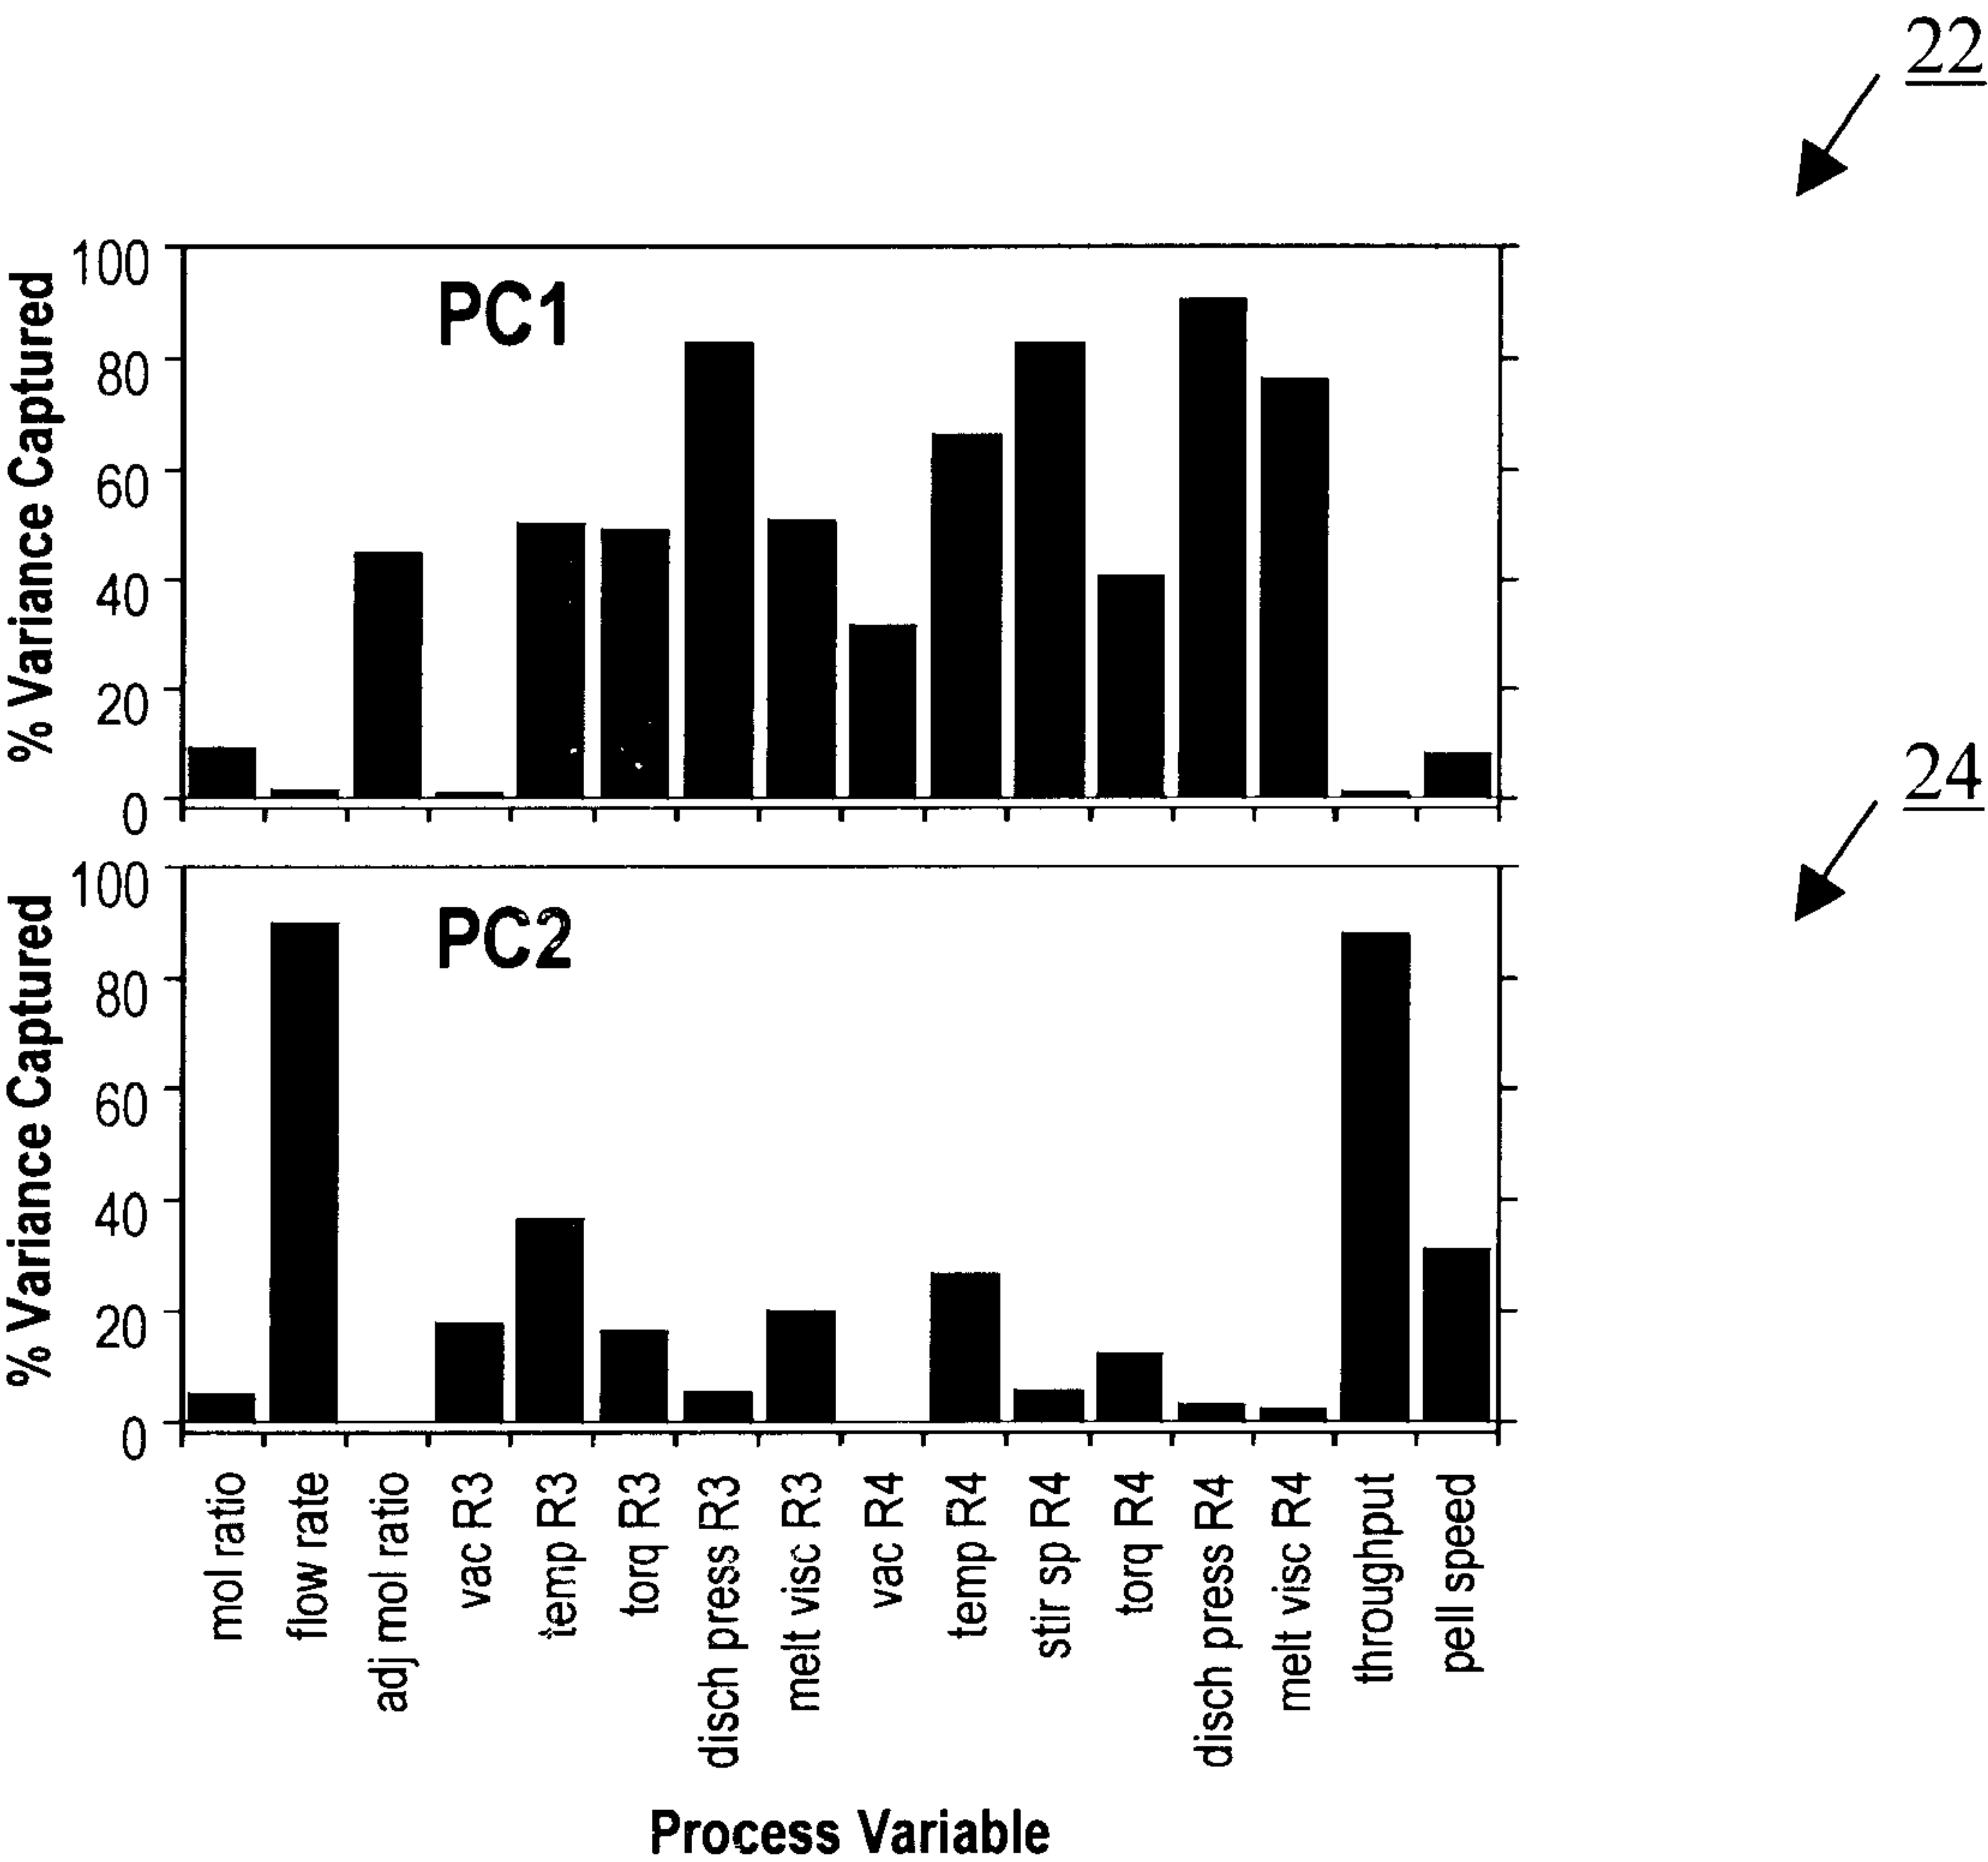 22
% Variance Captured
100
80
60
40
20
0
PC1
24
% Variance Captured
100
80
60
40
20
0
PC2
mol ratio
flow rate
adj mol ratio
vac R3
temp R3
torq R3
disch press R3
melt visc R3
vac R4
temp R4
stir sp R4
torq R4
disch press R4
melt visc R4
throughput
pell speed
Process Variable